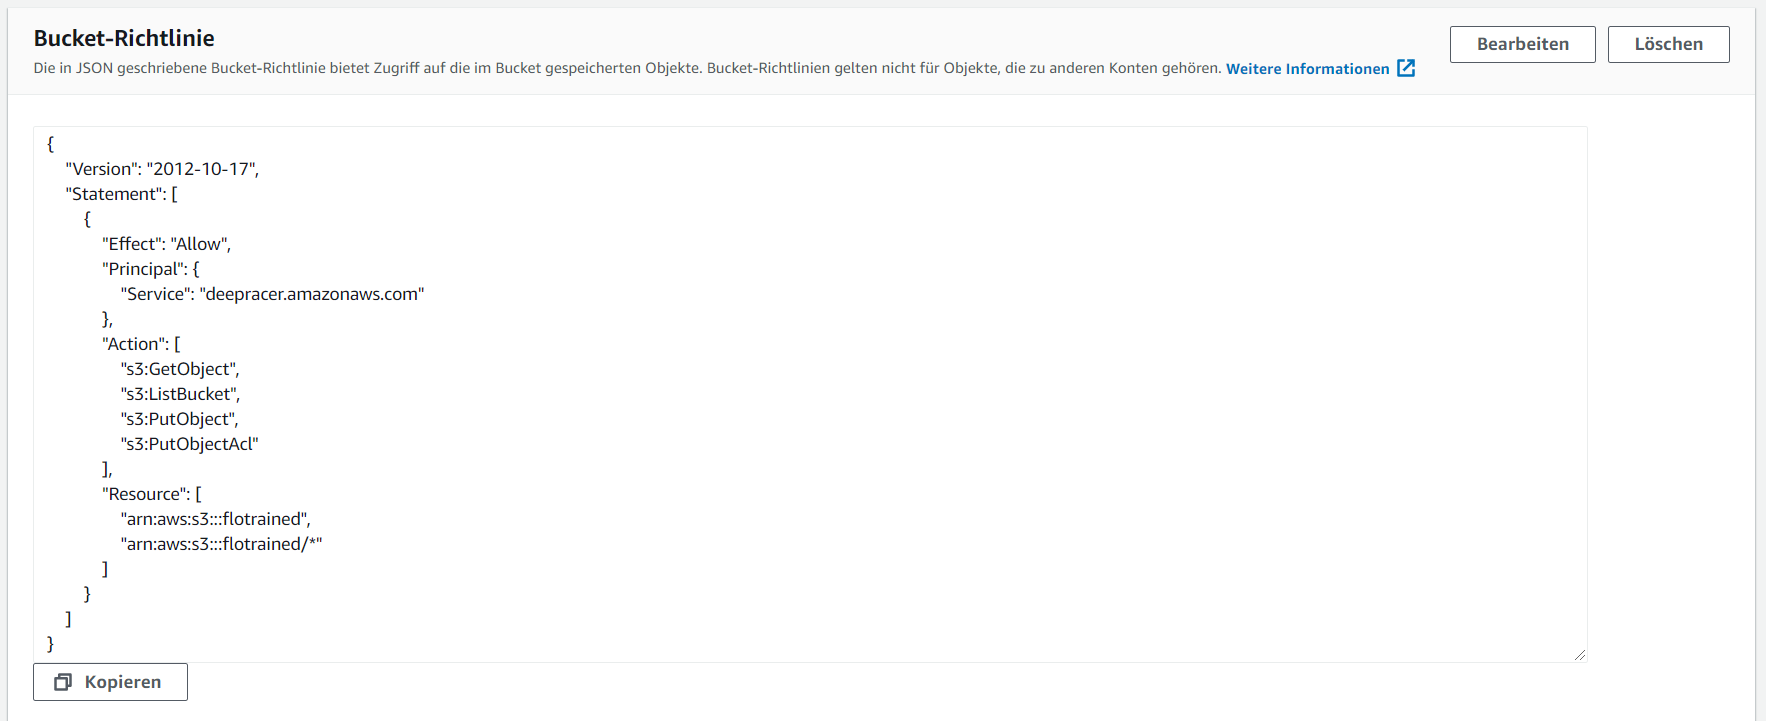 Bucket-Richtlinie
Bearbeiten
Löschen
Die in JSON geschriebene Bucket-Richtlinie bietet Zugriff auf die im Bucket gespeicherten Objekte. Bucket-Richtlinien gelten nicht für Objekte, die zu anderen Konten gehören. Weitere Informationen
{
"Version": "2012-10-17",
"Statement": [
{
"Effect": "Allow",
"Principal": {
"Service": "deepracer.amazonaws.com"
},
"Action": [
"s3:GetObject",
"s3:ListBucket",
"s3:PutObject",
"s3:PutObjectAcl"
],
"Resource": [
"arn:aws:s3:::flotrained",
"arn:aws:s3:::flotrained/*"
]
}
]
}
Kopieren